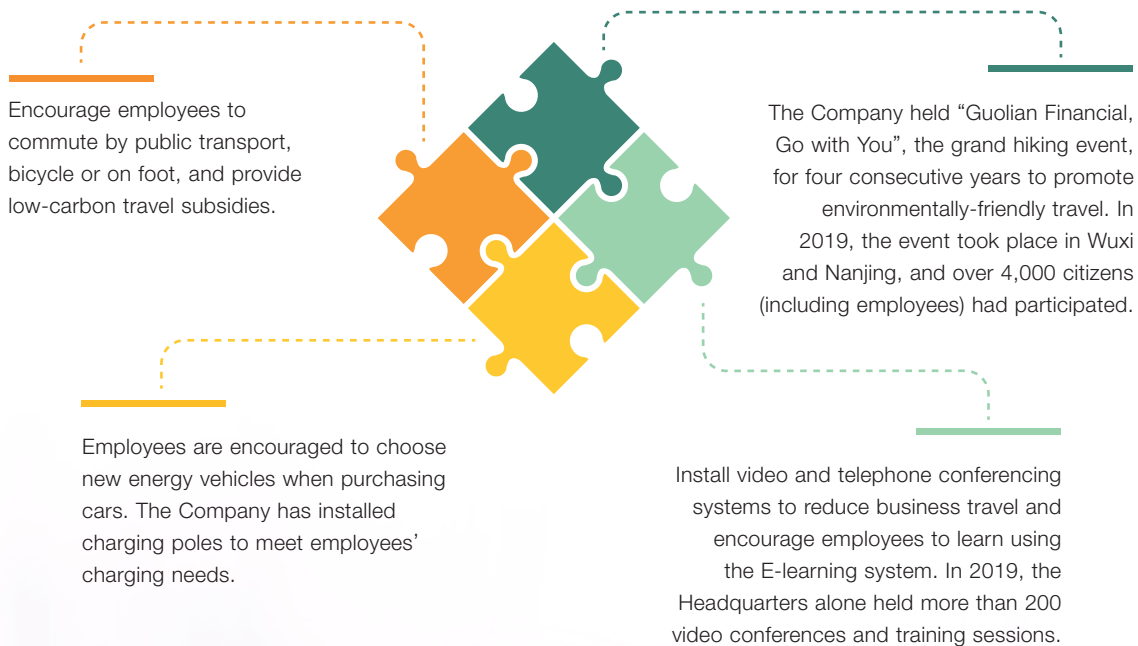 Encourage employees to
commute by public transport,
bicycle or on foot, and provide
low-carbon travel subsidies.
The Company held “Guolian Financial,
Go with You”, the grand hiking event,
for four consecutive years to promote
environmentally-friendly travel. In
2019, the event took place in Wuxi
and Nanjing, and over 4,000 citizens
(including employees) had participated.
Employees are encouraged to choose
new energy vehicles when purchasing
cars. The Company has installed
charging poles to meet employees’
charging needs.
Install video and telephone conferencing
systems to reduce business travel and
encourage employees to learn using
the E-learning system. In 2019, the
Headquarters alone held more than 200
video conferences and training sessions.